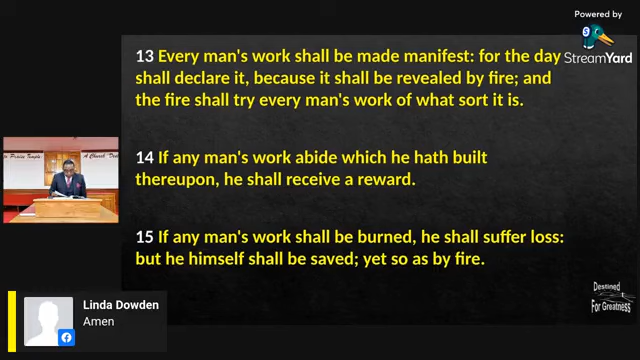 Powered by
StreamYard
13 Every man's work shall be made manifest: for the day
shall declare it, because it shall be revealed by fire; and
the fire shall try every man's work of what sort it is.
14 If any man's work abide which he hath built
thereupon, he shall receive a reward.
15 If any man's work shall be burned, he shall suffer loss:
but he himself shall be saved; yet so as by fire.
Destined
For Greatness
Linda Dowden
Amen